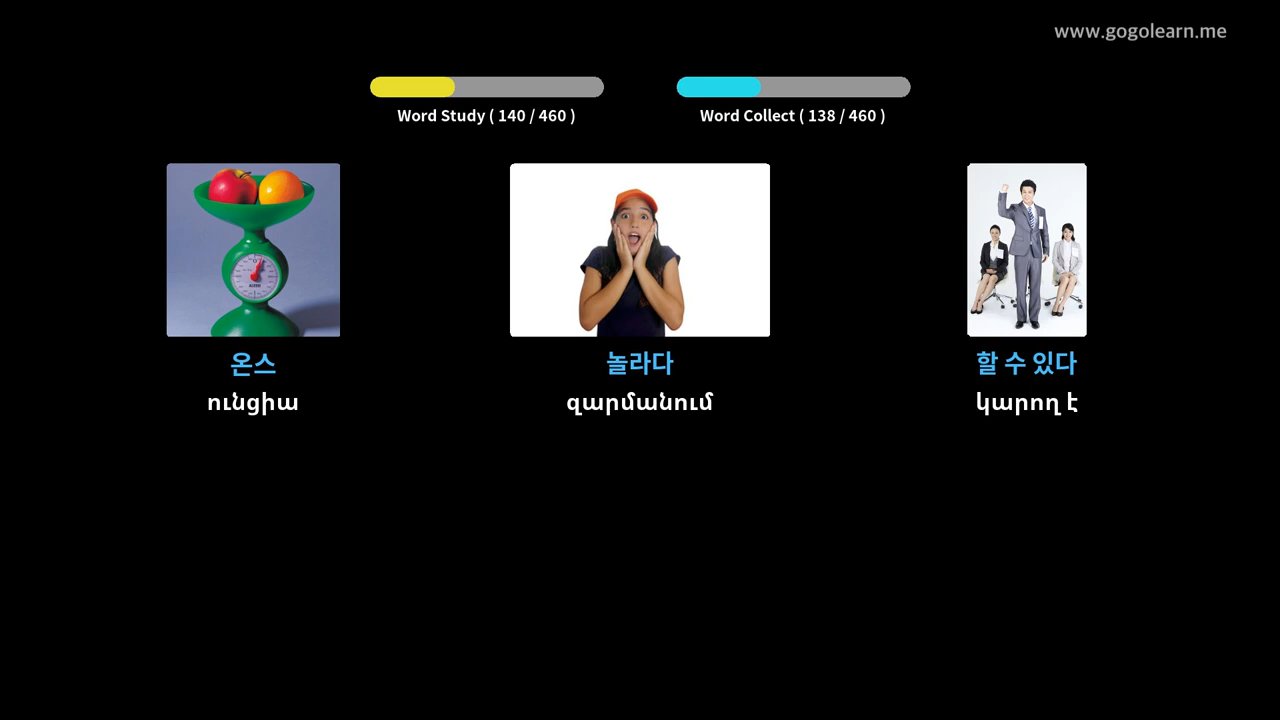 www.gogolearn.me
Word Study ( 140 / 460 )
Word Collect ( 138 / 460 )
온스
놀라다
할 수 있다
ունցիա
զարմանում
կարող է